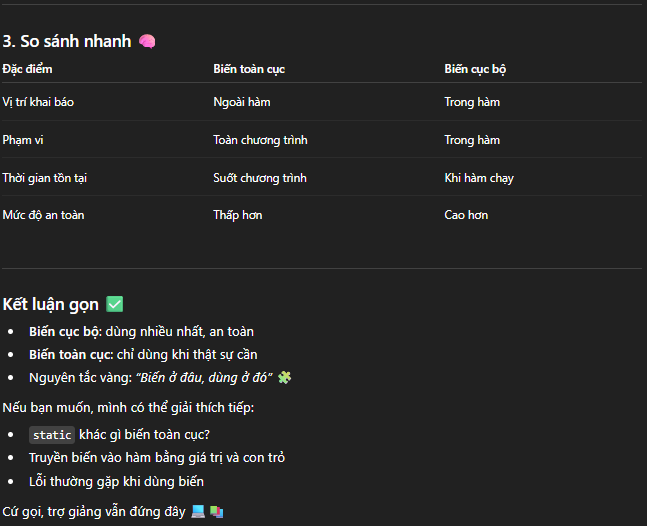 3. So sánh nhanh 🧠
Đặc điểm Biến toàn cục Biến cục bộ
Vị trí khai báo Ngoài hàm Trong hàm
Phạm vi Toàn chương trình Trong hàm
Thời gian tồn tại Suốt chương trình Khi hàm chạy
Mức độ an toàn Thấp hơn Cao hơn
Kết luận gọn ✅
• Biến cục bộ: dùng nhiều nhất, an toàn
• Biến toàn cục: chỉ dùng khi thật sự cần
• Nguyên tắc vàng: “Biến ở đâu, dùng ở đó” 🧩
Nếu bạn muốn, mình có thể giải thích tiếp:
• static khác gì biến toàn cục?
• Truyền biến vào hàm bằng giá trị và con trỏ
• Lỗi thường gặp khi dùng biến
Cứ gọi, trợ giảng vẫn đứng đây 💻📚